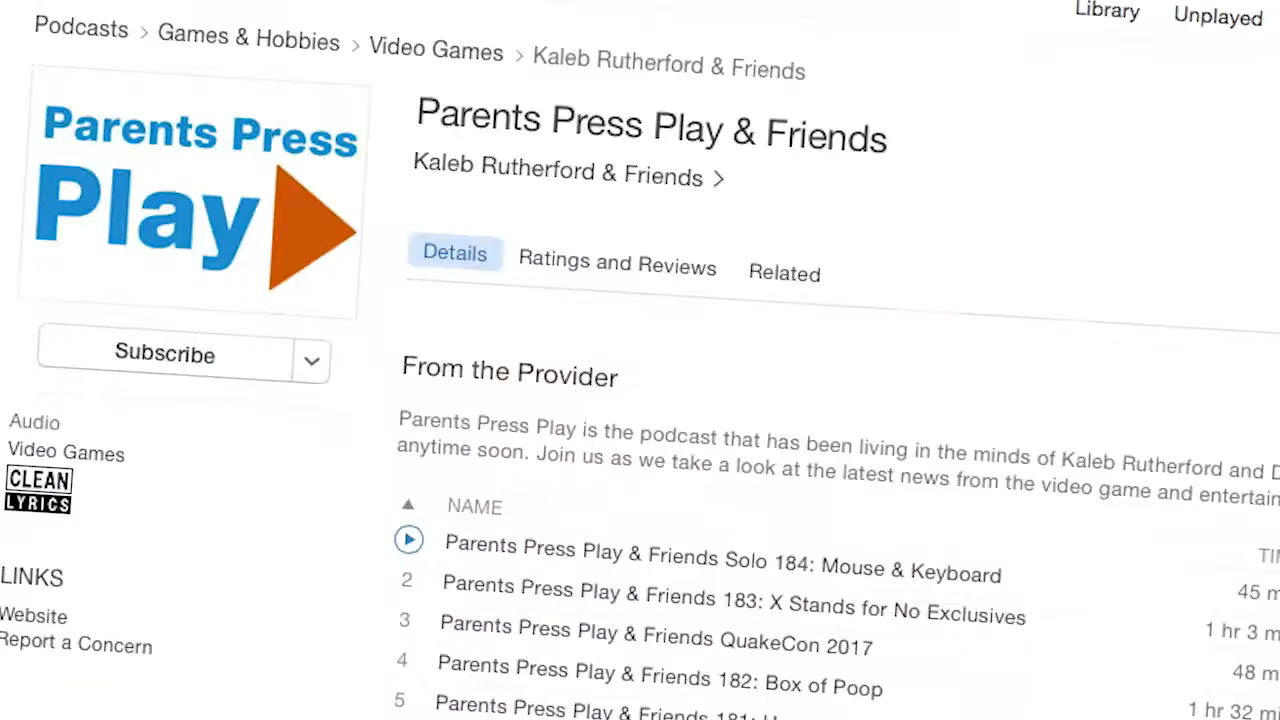 Library Unplayed
Podcasts > Games & Hobbies > Video Games > Kaleb Rutherford & Friends
Parents Press
Play
Parents Press Play & Friends
Kaleb Rutherford & Friends >
Details Ratings and Reviews Related
Subscribe
From the Provider
Audio
Video Games
CLEAN
LYRICS
Parents Press Play is the podcast that has been living in the minds of Kaleb Rutherford and
anytime soon. Join us as we take a look at the latest news from the video game and
NAME
Parents Press Play & Friends Solo 184: Mouse & Keyboard 45
2 Parents Press Play & Friends 183: X Stands for No Exclusives 1 hr 3
3 Parents Press Play & Friends QuakeCon 2017 48
4 Parents Press Play & Friends 182: Box of Poop 1 hr 32
5 Parents Press Play & Friends 181:
LINKS
Website
Report a Concern